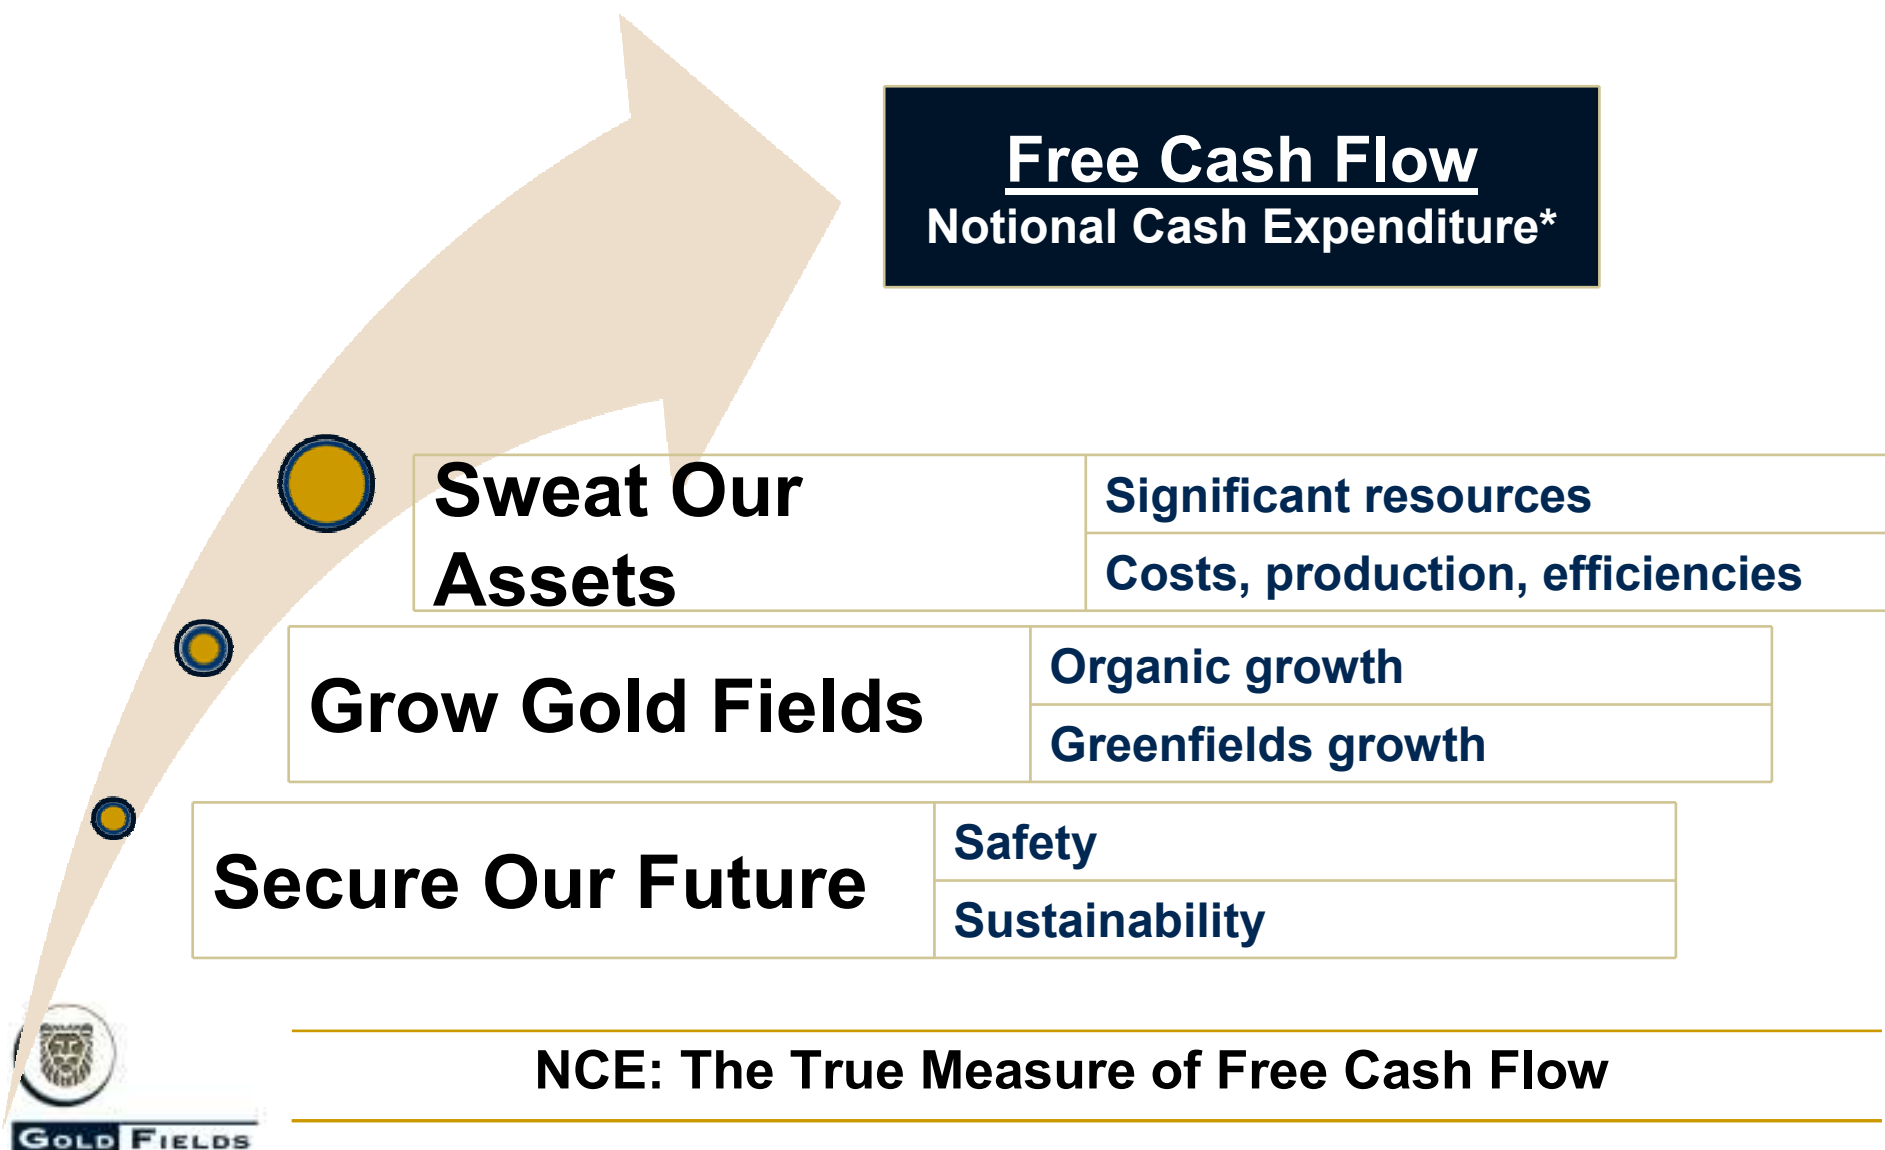 Free Cash Flow
Notional Cash Expenditure*
Sweat Our
Assets
Significant resources
Costs, production, efficiencies
Grow Gold Fields
Organic growth
Greenfields growth
Secure Our Future
Safety
Sustainability
NCE: The True Measure of Free Cash Flow
GOLD FIELDS